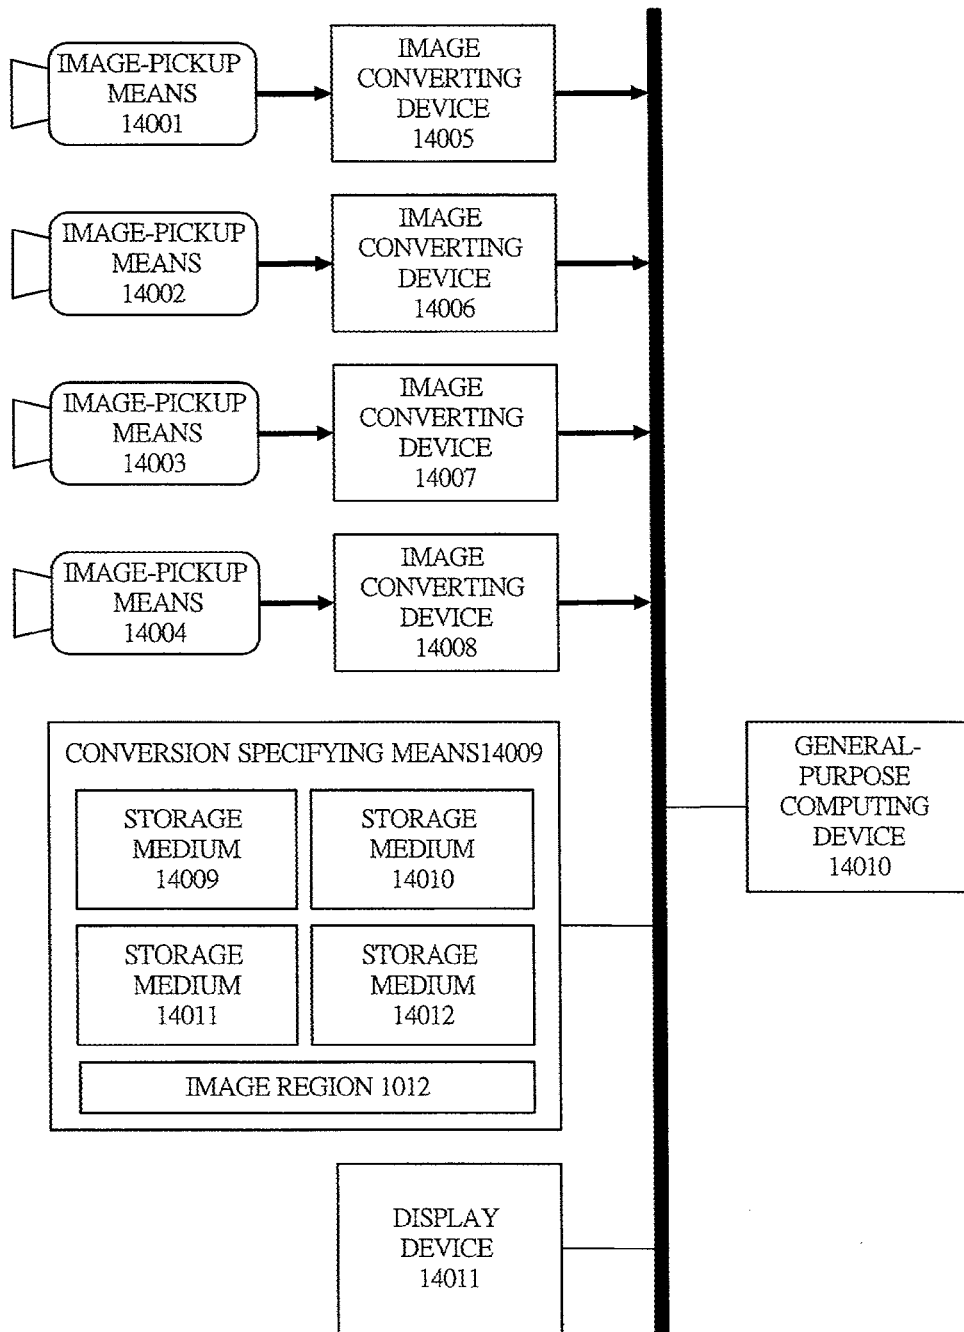 IMAGE-PICKUP
MEANS
14001
IMAGE
CONVERTING
DEVICE
14005
IMAGE-PICKUP
MEANS
14002
IMAGE
CONVERTING
DEVICE
14006
IMAGE-PICKUP
MEANS
14003
IMAGE
CONVERTING
DEVICE
14007
IMAGE-PICKUP
MEANS
14004
IMAGE
CONVERTING
DEVICE
14008
CONVERSION SPECIFYING MEANS14009
STORAGE
MEDIUM
14009
STORAGE
MEDIUM
14010
STORAGE
MEDIUM
14011
STORAGE
MEDIUM
14012
IMAGE REGION 1012
GENERAL-
PURPOSE
COMPUTING
DEVICE
14010
DISPLAY
DEVICE
14011